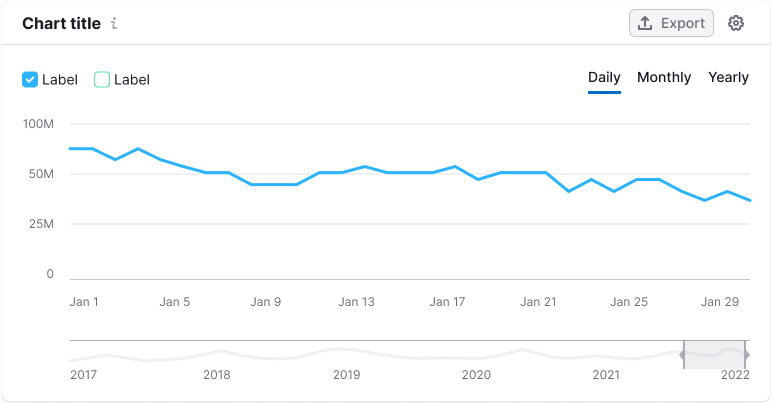 Chart title i Export
Label Label Daily Monthly Yearly
100M
50M
25M
0
Jan 1 Jan 5 Jan 9 Jan 13 Jan 17 Jan 21 Jan 25 Jan 29
2017 2018 2019 2020 2021 2022